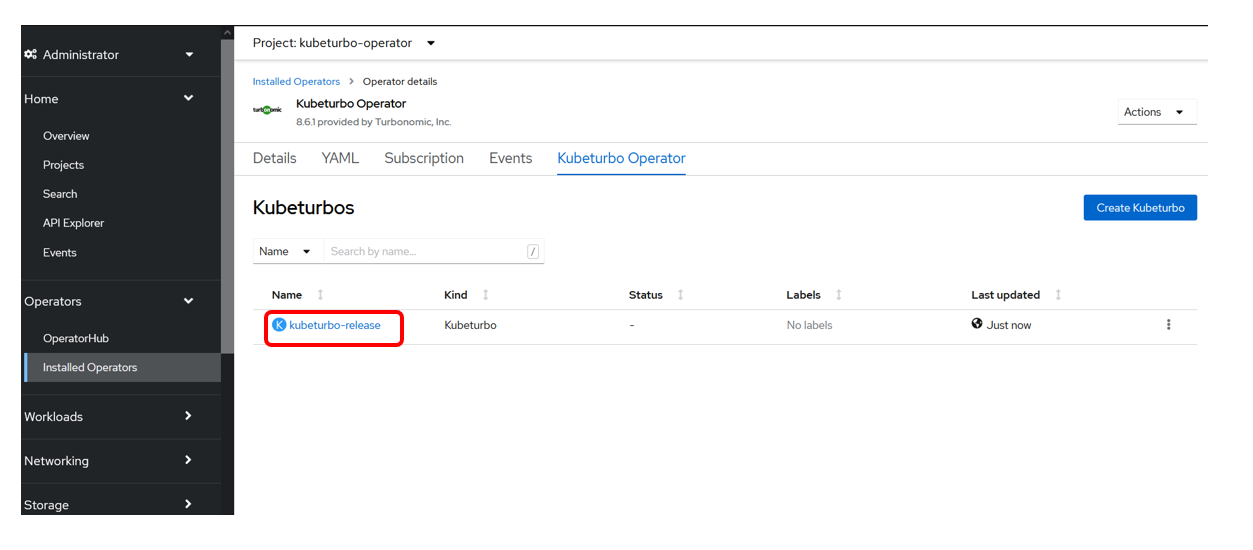 Administrator
Home
Overview
Projects
Search
API Explorer
Events
Operators
OperatorHub
Installed Operators
Workloads
Networking
Storage
Project: kubeturbo-operator
Installed Operators > Operator details
turbonomic
Kubeturbo Operator
8.6.1 provided by Turbonomic, Inc.
Actions
Details YAML Subscription Events Kubeturbo Operator
Kubeturbos
Create Kubeturbo
Name Search by name... /
Name Kind Status Labels Last updated
K kubeturbo-release Kubeturbo - No labels Just now